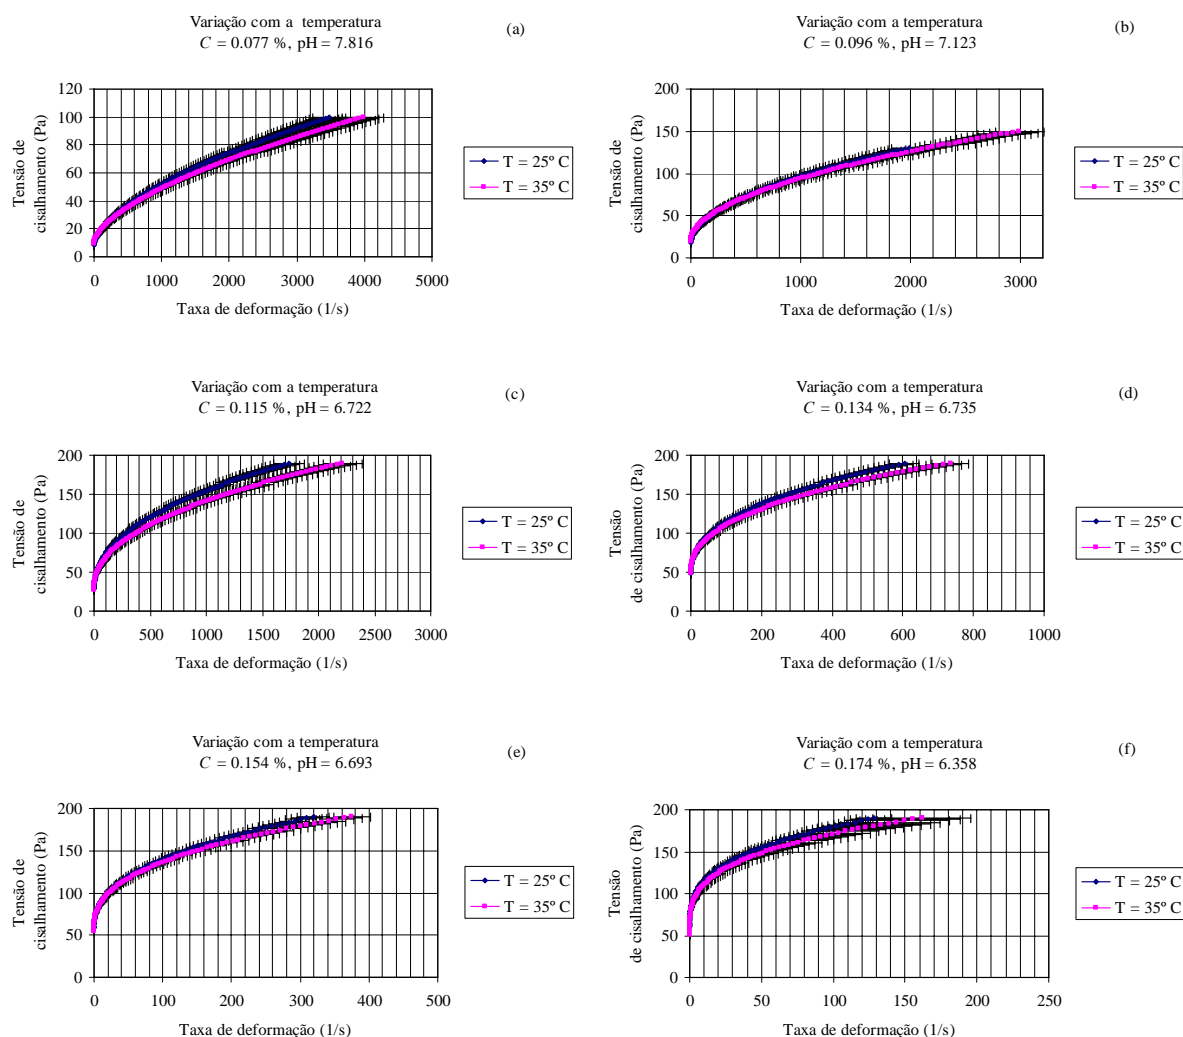 Variação com a temperatura
C = 0.077 %, pH = 7.816
(a)
Tensão de
cisalhamento (Pa)
120
100
80
60
40
20
0
0 1000 2000 3000 4000 5000
Taxa de deformação (1/s)
T = 25º C
T = 35º C
Variação com a temperatura
C = 0.096 %, pH = 7.123
(b)
Tensão de
cisalhamento (Pa)
200
150
100
50
0
0 1000 2000 3000
Taxa de deformação (1/s)
T = 25º C
T = 35º C
Variação com a temperatura
C = 0.115 %, pH = 6.722
(c)
Tensão de
cisalhamento (Pa)
200
150
100
50
0
0 500 1000 1500 2000 2500 3000
Taxa de deformação (1/s)
T = 25º C
T = 35º C
Variação com a temperatura
C = 0.134 %, pH = 6.735
(d)
Tensão
de cisalhamento (Pa)
200
150
100
50
0
0 200 400 600 800 1000
Taxa de deformação (1/s)
T = 25º C
T = 35º C
Variação com a temperatura
C = 0.154 %, pH = 6.693
(e)
Tensão de
cisalhamento (Pa)
200
150
100
50
0
0 100 200 300 400 500
Taxa de deformação (1/s)
T = 25º C
T = 35º C
Variação com a temperatura
C = 0.174 %, pH = 6.358
(f)
Tensão
de cisalhamento (Pa)
200
150
100
50
0
0 50 100 150 200 250
Taxa de deformação (1/s)
T = 25º C
T = 35º C